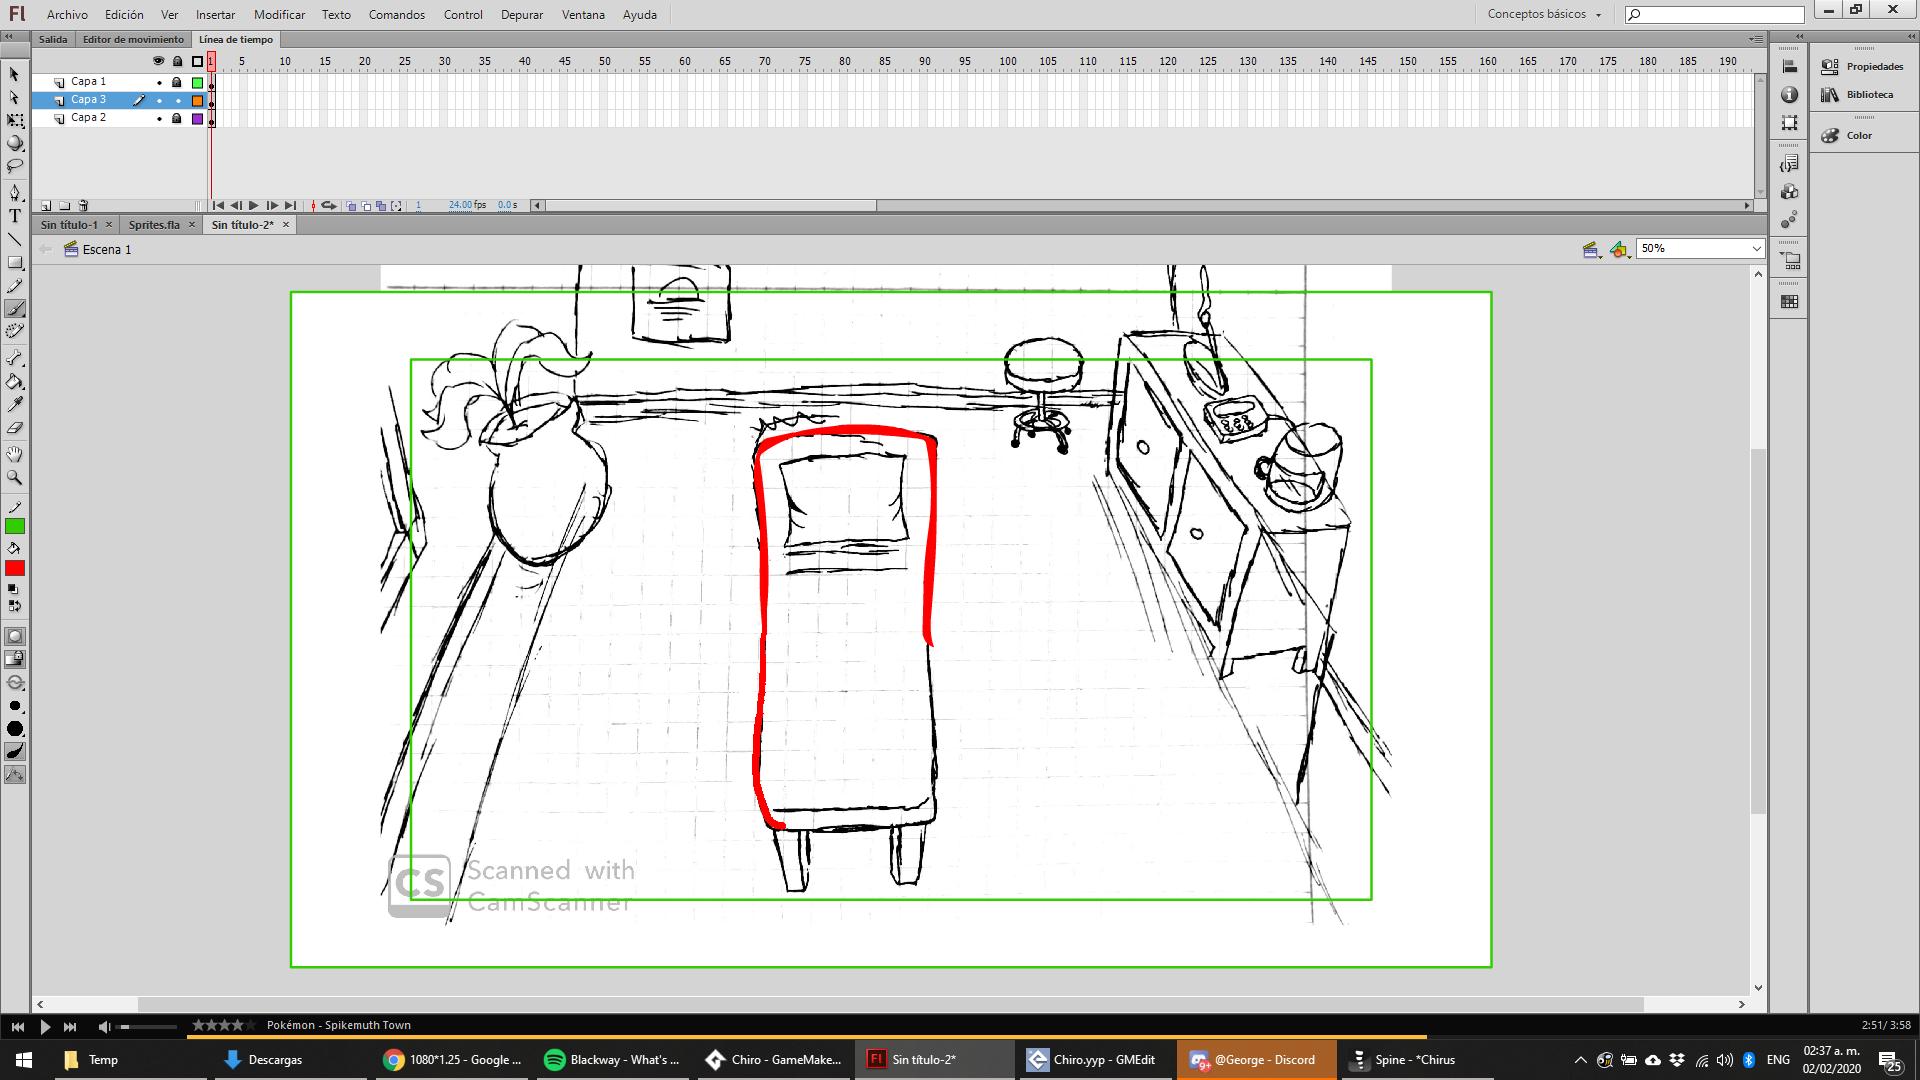 Fl Archivo Edición Ver Insertar Modificar Texto Comandos Control Depurar Ventana Ayuda Conceptos básicos
Salida Editor de movimiento Línea de tiempo
1 5 10 15 20 25 30 35 40 45 50 55 60 65 70 75 80 85 90 95 100 105 110 115 120 125 130 135 140 145 150 155 160 165 170 175 180 185 190
Capa 1
Capa 3
Capa 2
1 24.00 fps 0.0 s
Sin título-1 Sprites.fla Sin título-2*
Escena 1 50%
Propiedades
Biblioteca
Color
CS Scanned with
CamScanner
Pokémon - Spikemuth Town 2:51/ 3:58
Temp Descargas 1080*1.25 - Google ... Blackway - What's ... Chiro - GameMake... Fl Sin título-2* Chiro.yyp - GMEdit @George - Discord Spine - *Chirus ENG 02:37 a. m.
02/02/2020 25